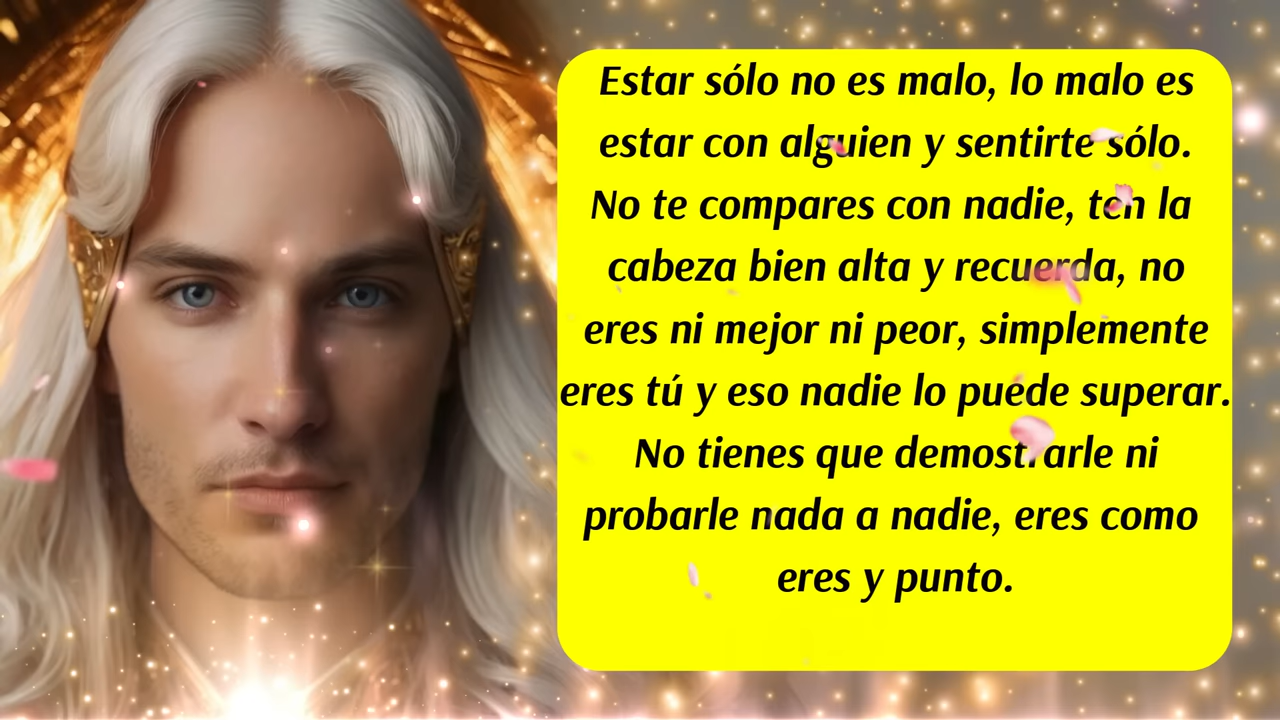 Estar sólo no es malo, lo malo es
estar con alguien y sentirte sólo.
No te compares con nadie, ten la
cabeza bien alta y recuerda, no
eres ni mejor ni peor, simplemente
eres tú y eso nadie lo puede superar.
No tienes que demostrarle ni
probarle nada a nadie, eres como
eres y punto.